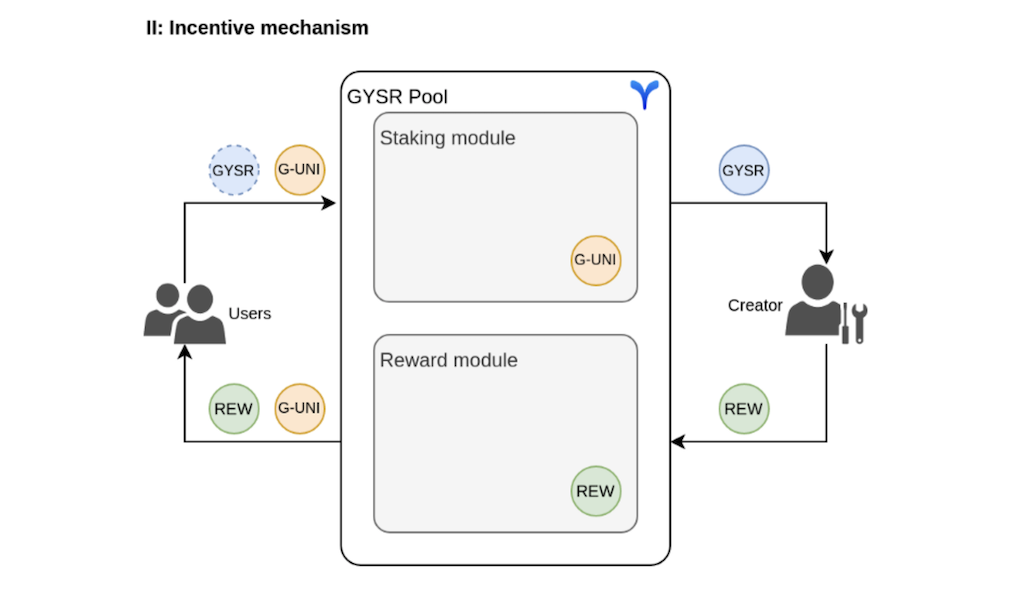 II: Incentive mechanism
GYSR Pool
Staking module
GYSR
G-UNI
GYSR
G-UNI
Users
Creator
Reward module
REW
G-UNI
REW
REW